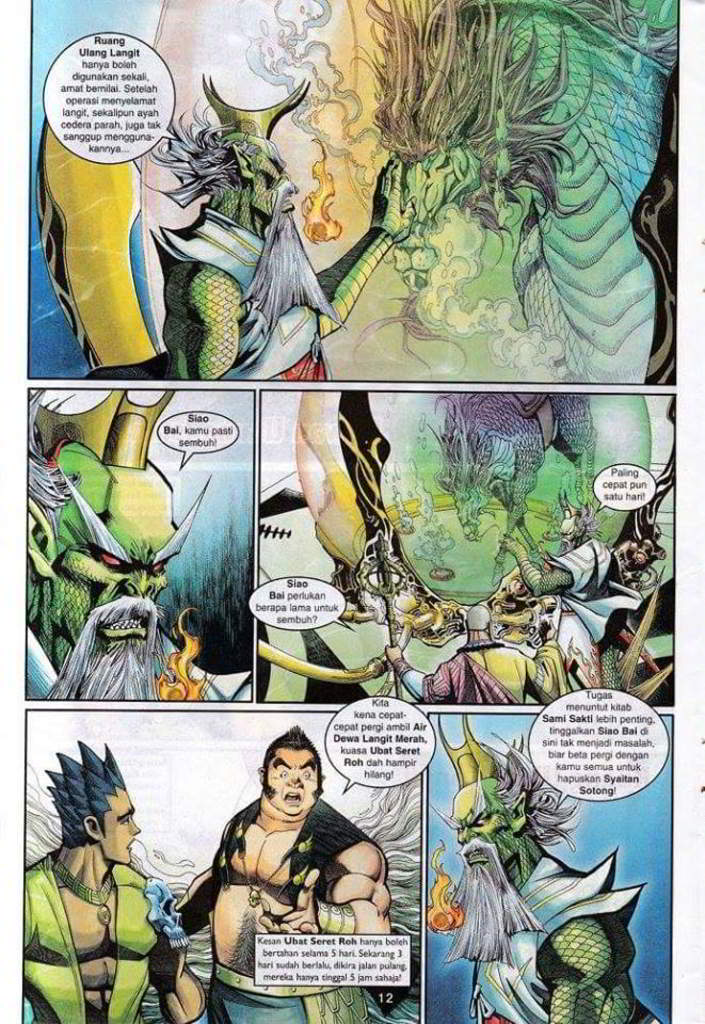 Ruang
Ulang Langit
hanya boleh
digunakan sekali,
amat bernilai. Setelah
operasi menyelamat
langit, sekalipun ayah
cedera parah, juga tak
sanggup mengguna-
kannya...
Siao
Bai, kamu pasti
sembuh!
Paling
cepat pun
satu hari!
Siao
Bai perlukan
berapa lama untuk
sembuh?
Kita
kena cepat-
cepat pergi ambil Air
Dewa Langit Merah,
kuasa Ubat Seret
Roh dah hampir
hilang!
Tugas
menuntut kitab
Sami Sakti lebih penting,
tinggalkan Siao Bai di
sini tak menjadi masalah,
biar beta pergi dengan
kamu semua untuk
hapuskan Syaitan
Sotong!
Kesan Ubat Seret Roh hanya boleh
bertahan selama 5 hari. Sekarang 3
hari sudah berlalu, dikira jalan pulang,
mereka hanya tinggal 5 jam sahaja!
12